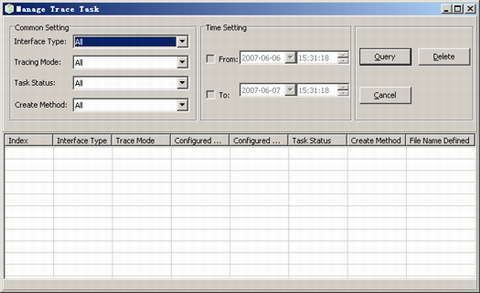 Manage Trace Task
Common Setting
Interface Type: All
Tracing Mode: All
Task Status: All
Create Method: All
Time Setting
From: 2007-06-06 15:31:18
To: 2007-06-07 15:31:18
Query Delete
Cancel
Index Interface Type Trace Mode Configured ... Configured ... Task Status Create Method File Name Defined